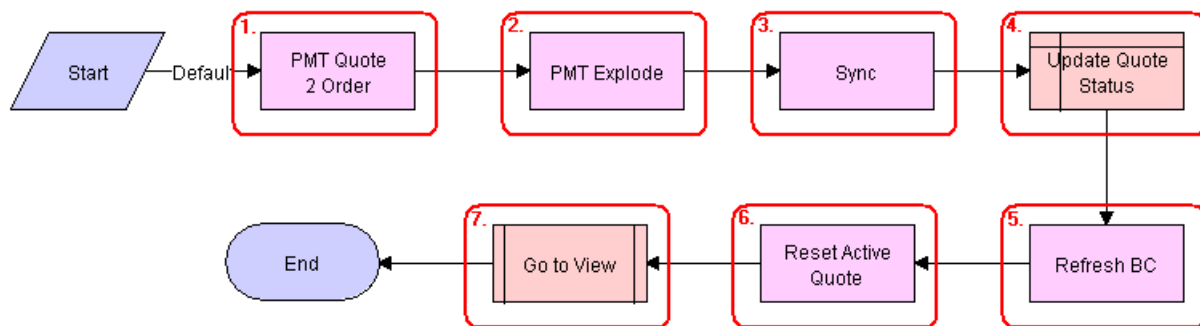 1.
2.
3.
4.
Start
Default
PMT Quote
2 Order
PMT Explode
Sync
Update Quote
Status
7.
6.
5.
End
Go to View
Reset Active
Quote
Refresh BC